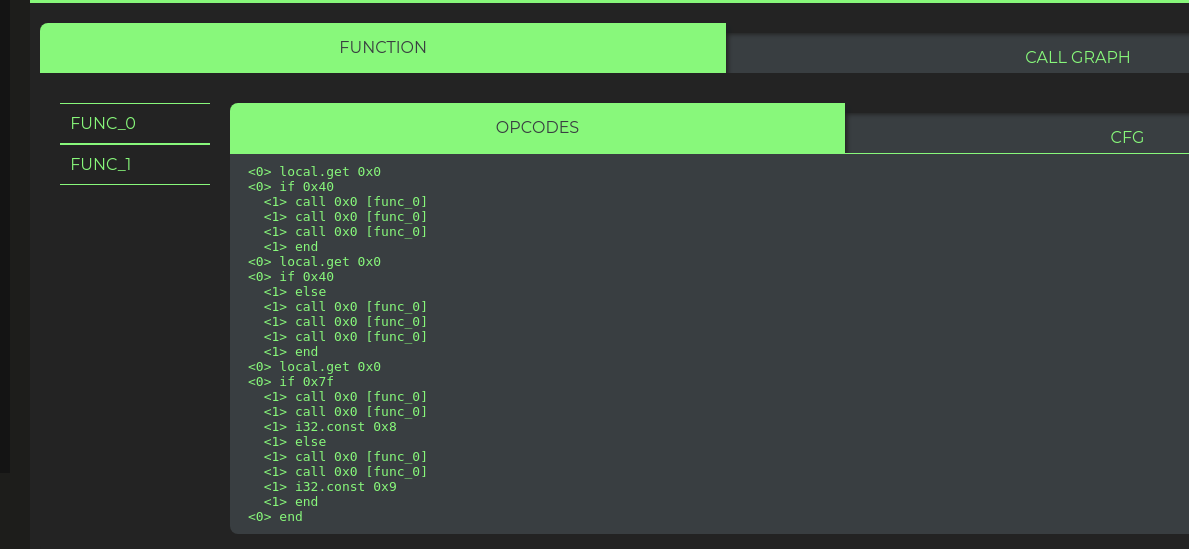 FUNCTION
CALL GRAPH
FUNC_0
FUNC_1
OPCODES
CFG
<0> local.get 0x0
<0> if 0x40
<1> call 0x0 [func_0]
<1> call 0x0 [func_0]
<1> call 0x0 [func_0]
<1> end
<0> local.get 0x0
<0> if 0x40
<1> else
<1> call 0x0 [func_0]
<1> call 0x0 [func_0]
<1> call 0x0 [func_0]
<1> end
<0> local.get 0x0
<0> if 0x7f
<1> call 0x0 [func_0]
<1> call 0x0 [func_0]
<1> i32.const 0x8
<1> else
<1> call 0x0 [func_0]
<1> call 0x0 [func_0]
<1> i32.const 0x9
<1> end
<0> end